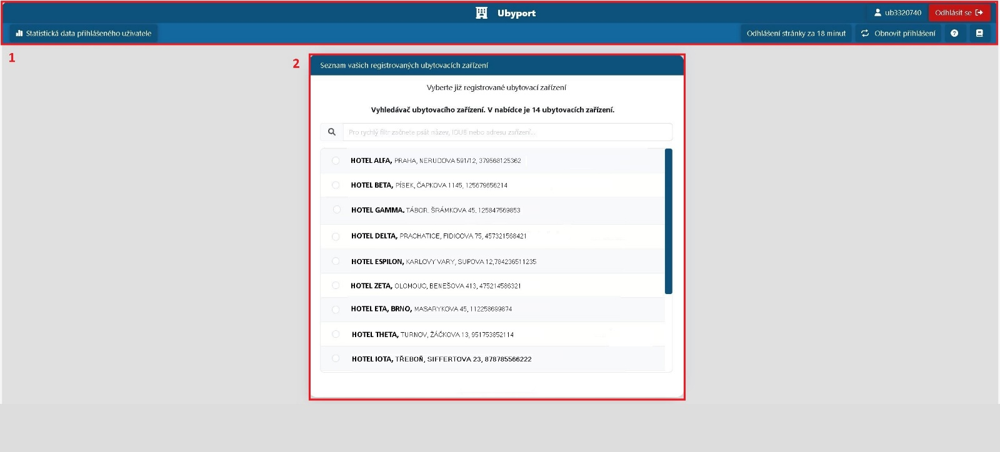 Ubyport
ub3320740
Odhlásit se
Statistická data přihlášeného uživatele
Odhlášení stránky za 18 minut
Obnovit přihlášení
1
2
Seznam vašich registrovaných ubytovacích zařízení
Vyberte již registrované ubytovací zařízení
Vyhledávač ubytovacího zařízení. V nabídce je 14 ubytovacích zařízení.
Pro rychlý filtr začnete psát název, IDUB nebo adresu zařízení...
HOTEL ALFA, PRAHA, NERUDOVA 591/12, 379568125362
HOTEL BETA, PÍSEK, ČAPKOVA 1145, 125679656214
HOTEL GAMMA, TÁBOR, ŠRÁMKOVA 45, 125847569853
HOTEL DELTA, PRACHATICE, FIDICOVA 75, 457321568421
HOTEL ESPILON, KARLOVY VARY, SUPOVA 12,784236511235
HOTEL ZETA, OLOMOUC, BENEŠOVA 413, 475214586321
HOTEL ETA, BRNO, MASARYKOVA 45, 112258699874
HOTEL THETA, TURNOV, ŽÁČKOVA 13, 951753852114
HOTEL IOTA, TŘEBOŇ, SIFFERTOVA 23, 878785566222